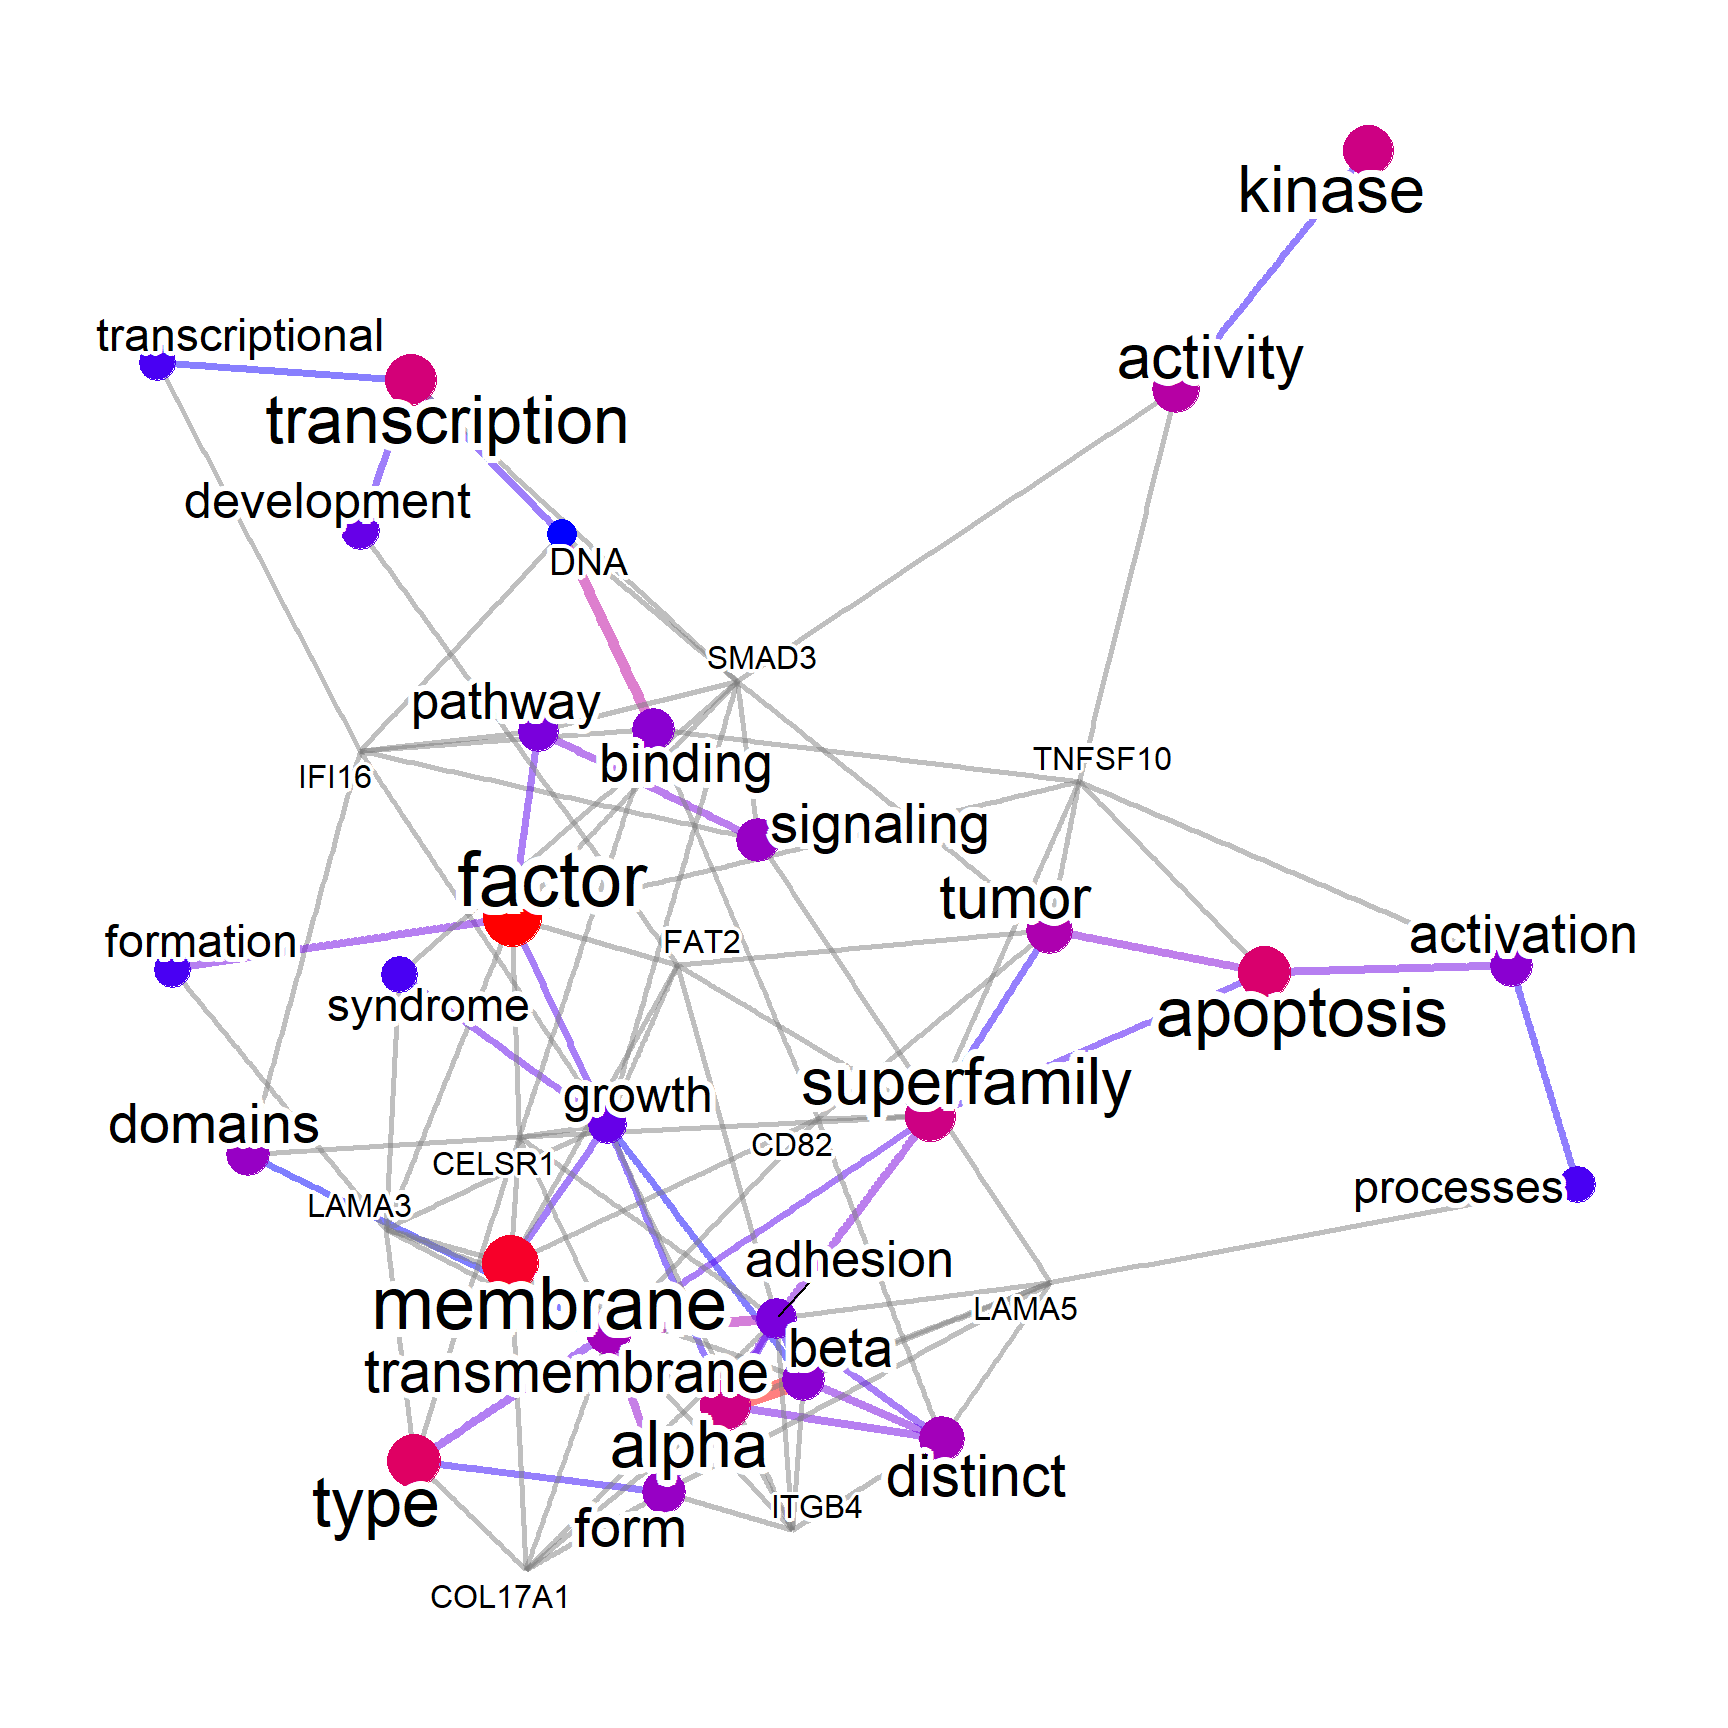 kinase
transcriptional
activity
transcription
development
DNA
SMAD3
pathway
binding
TNFSF10
IFI16
signaling
factor
tumor
formation
FAT2
activation
syndrome
apoptosis
superfamily
growth
domains
CD82
CELSR1
LAMA3
processes
adhesion
membrane
LAMA5
beta
transmembrane
alpha
distinct
type
ITGB4
form
COL17A1